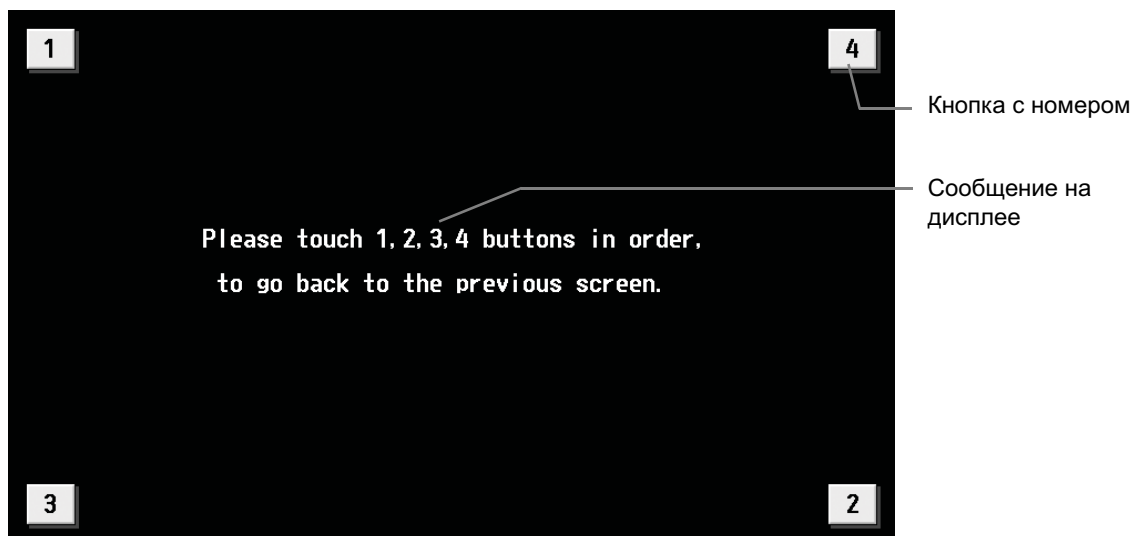 1
4
Кнопка с номером
Сообщение на
дисплее
Please touch 1, 2, 3, 4 buttons in order,
to go back to the previous screen.
3
2